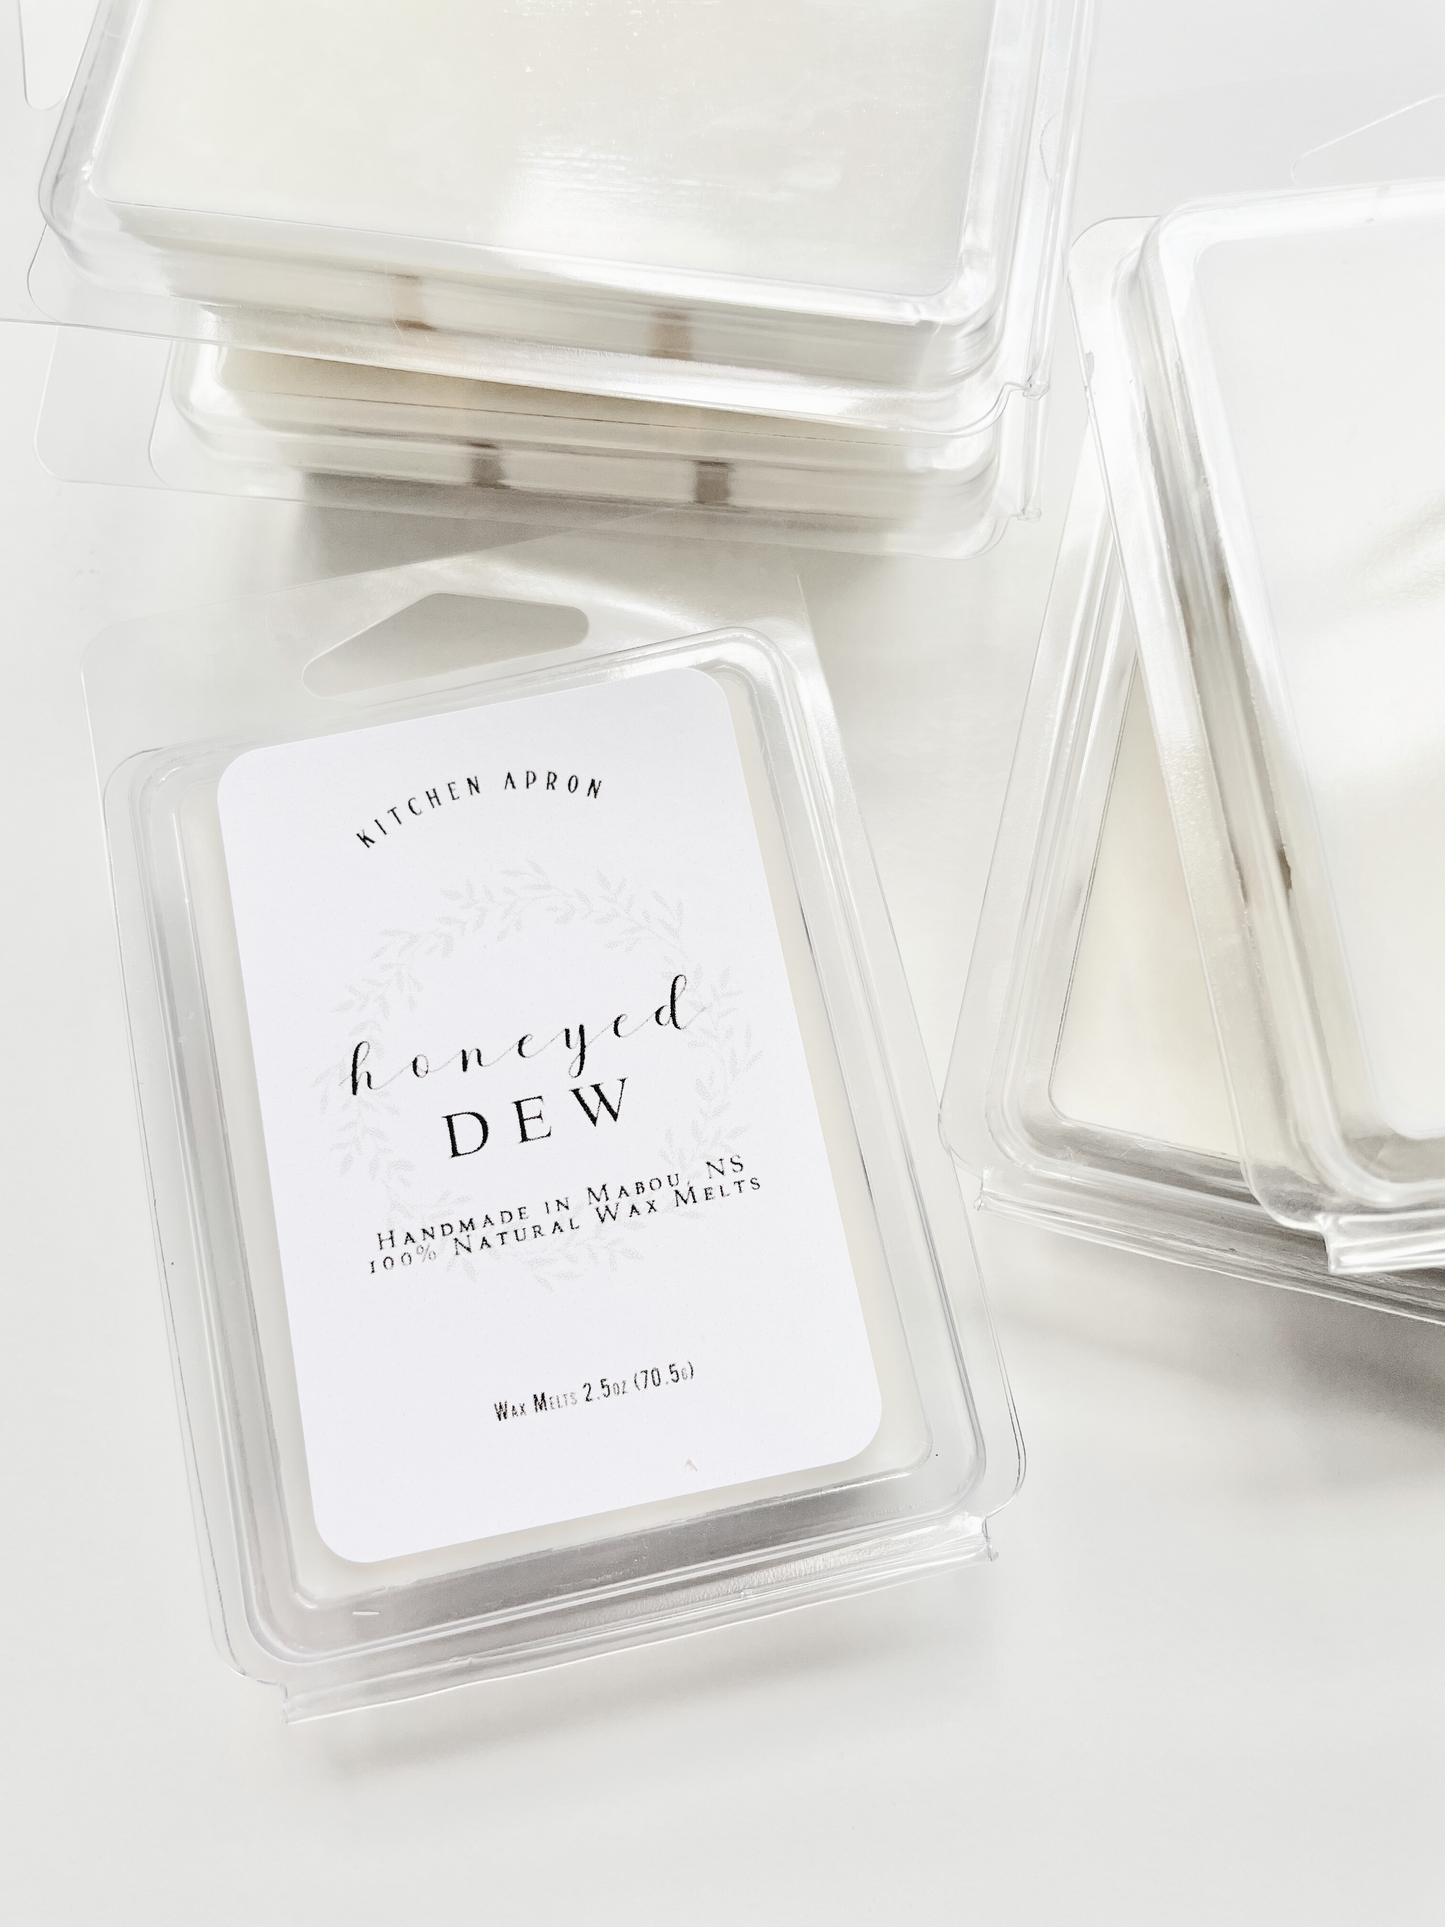 KITCHEN APRON
honeyed
DEW
Handmade in Mabou, NS
100% Natural Wax Melts
Wax Melts 2.5oz (70.5g)